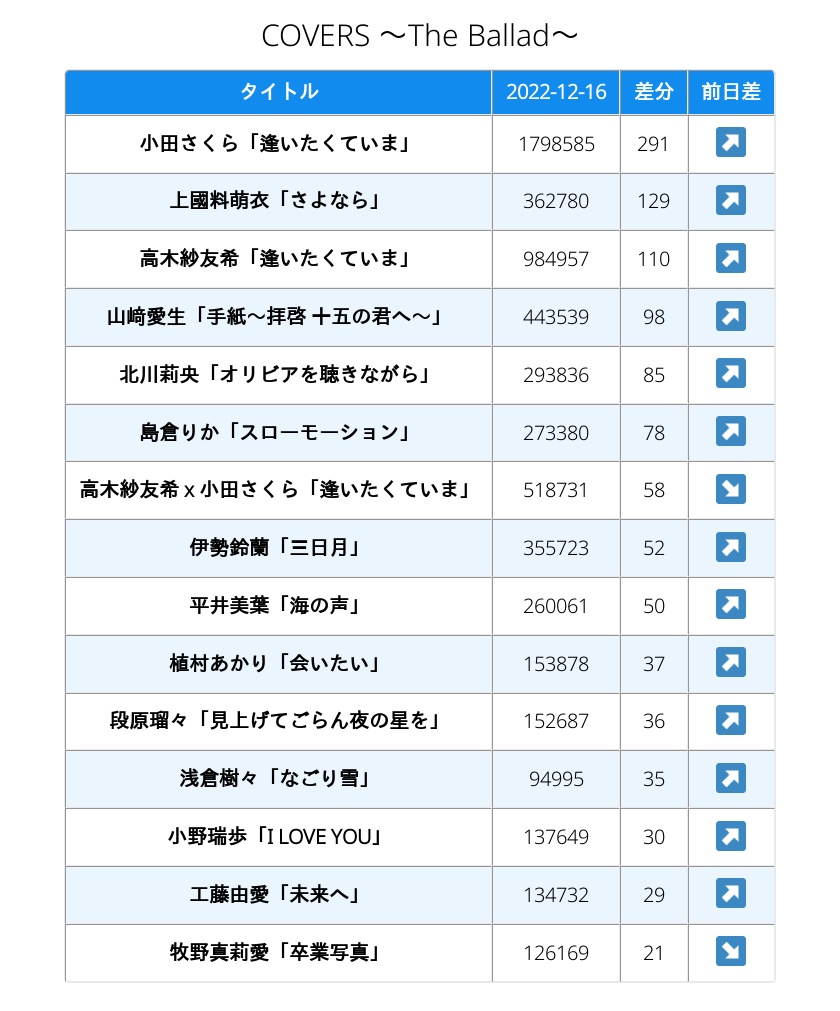 COVERS ～The Ballad～
タイトル 2022-12-16 差分 前日差
小田さくら「逢いたくていま」 1798585 291
上國料萌衣「さよなら」 362780 129
高木紗友希「逢いたくていま」 984957 110
山﨑愛生「手紙～拝啓 十五の君へ～」 443539 98
北川莉央「オリビアを聴きながら」 293836 85
島倉りか「スローモーション」 273380 78
高木紗友希 x 小田さくら「逢いたくていま」 518731 58
伊勢鈴蘭「三日月」 355723 52
平井美葉「海の声」 260061 50
植村あかり「会いたい」 153878 37
段原瑠々「見上げてごらん夜の星を」 152687 36
浅倉樹々「なごり雪」 94995 35
小野瑞歩「I LOVE YOU」 137649 30
工藤由愛「未来へ」 134732 29
牧野真莉愛「卒業写真」 126169 21